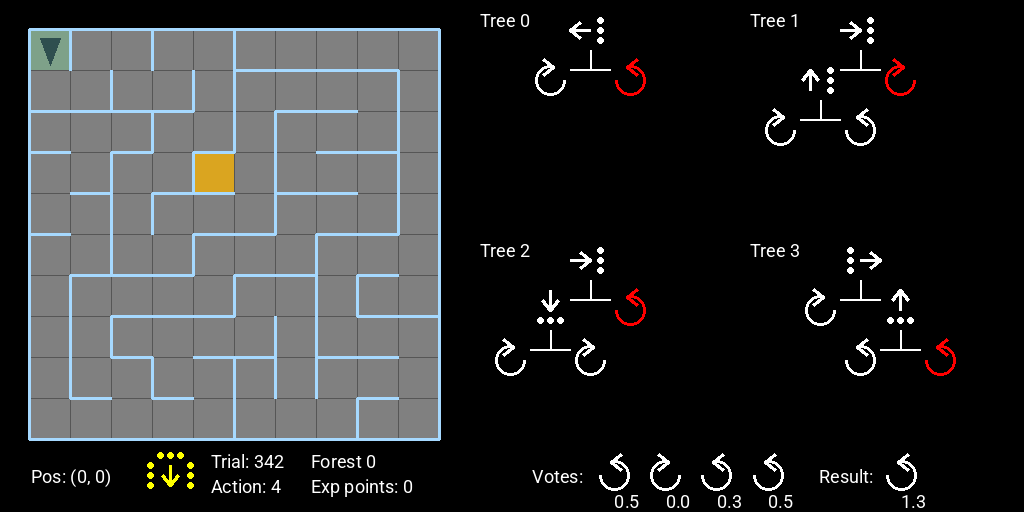 Tree 0
Tree 1
Tree 2
Tree 3
Pos: (0, 0)
Trial: 342
Forest 0
Action: 4
Exp points: 0
Votes:
0.5
0.0
0.3
0.5
Result:
1.3